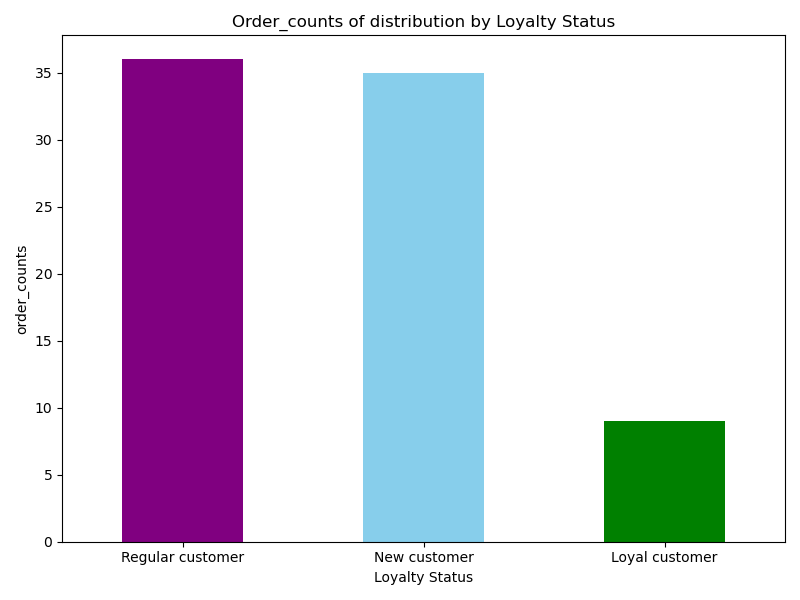 Order_counts of distribution by Loyalty Status
order_counts
35
30
25
20
15
10
5
0
Regular customer
New customer
Loyal customer
Loyalty Status